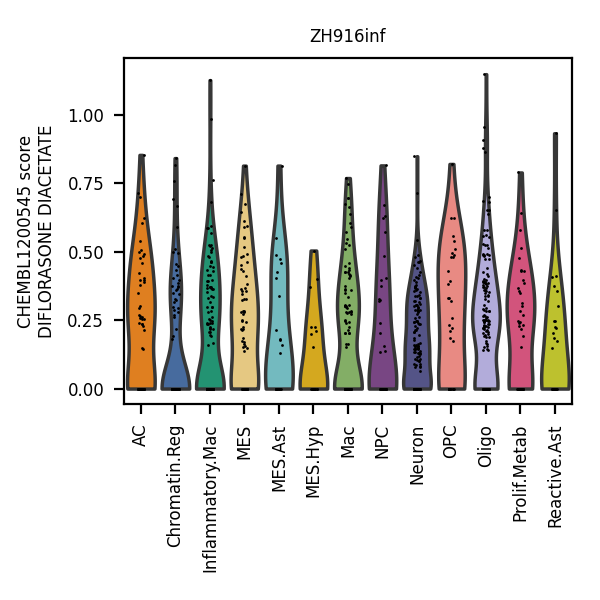 ZH916inf
CHEMBL1200545 score
DIFLORASONE DIACETATE
1.00
0.75
0.50
0.25
0.00
AC
Chromatin.Reg
Inflammatory.Mac
MES
MES.Ast
MES.Hyp
Mac
NPC
Neuron
OPC
Oligo
Prolif.Metab
Reactive.Ast